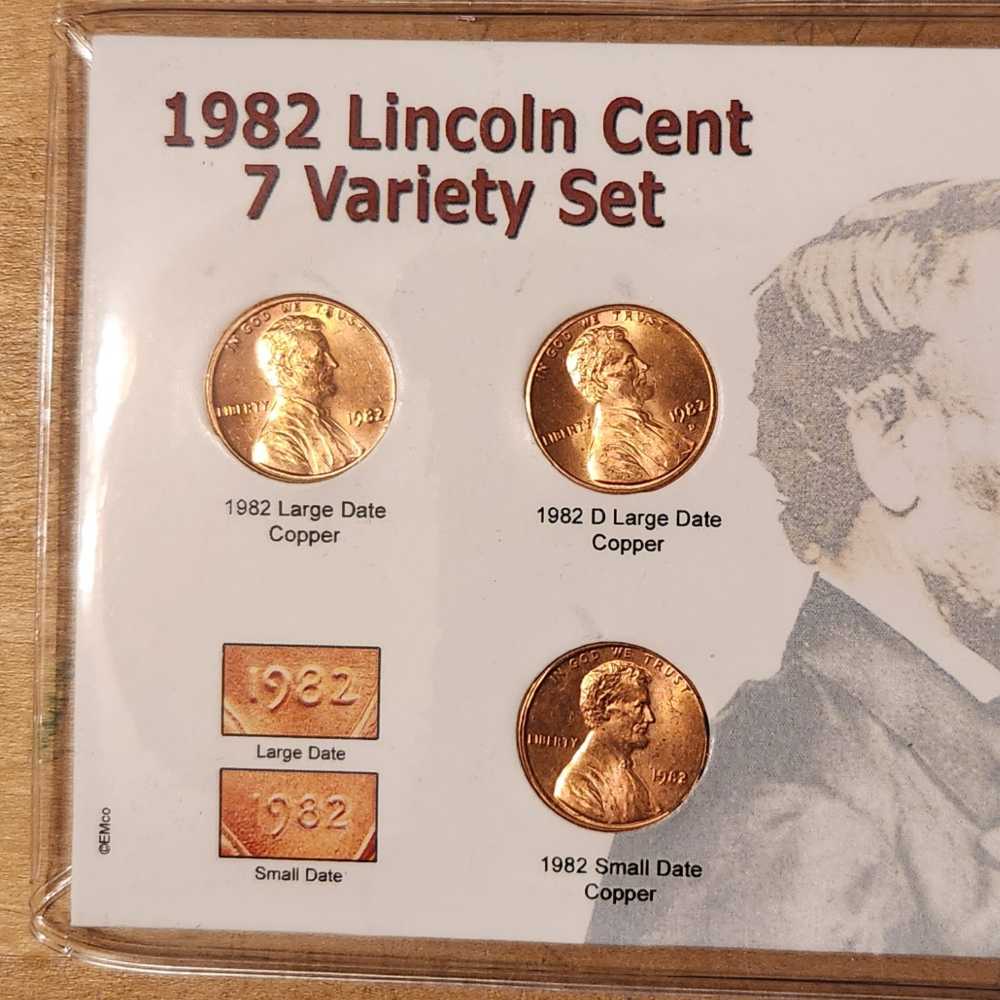 1982 Lincoln Cent
7 Variety Set
IN GOD WE TRUST
LIBERTY
1982
1982 Large Date
Copper
IN GOD WE TRUST
LIBERTY
1982
D
1982 D Large Date
Copper
1982
Large Date
1982
Small Date
IN GOD WE TRUST
LIBERTY
1982
1982 Small Date
Copper
©EMco